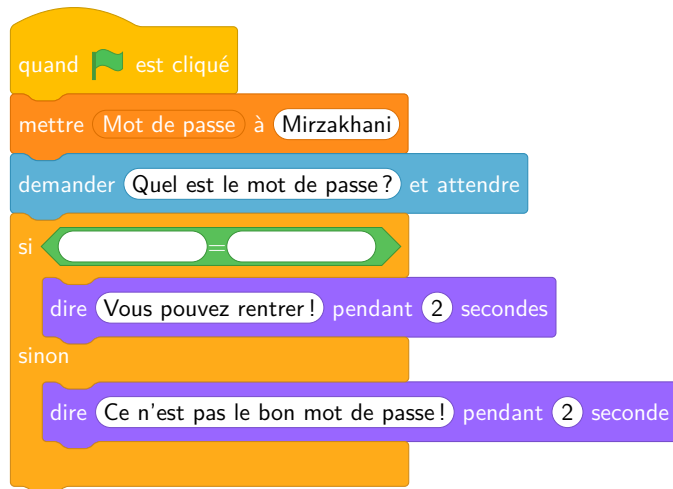 quand est cliqué
mettre Mot de passe à Mirzakhani
demander Quel est le mot de passe ? et attendre
si =
dire Vous pouvez rentrer ! pendant 2 secondes
sinon
dire Ce n'est pas le bon mot de passe ! pendant 2 seconde